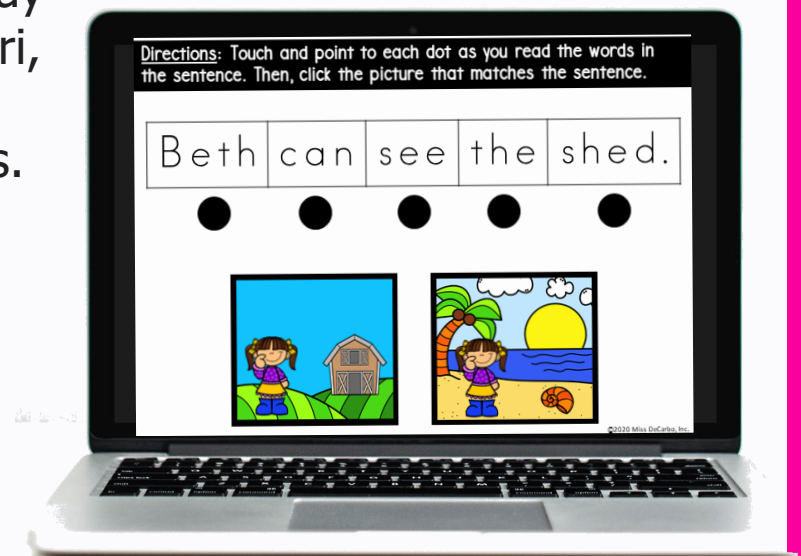 ri,
s.
Directions: Touch and point to each dot as you read the words in
the sentence. Then, click the picture that matches the sentence.
Beth can see the shed.
©2020 Miss DeCarbo, Inc.